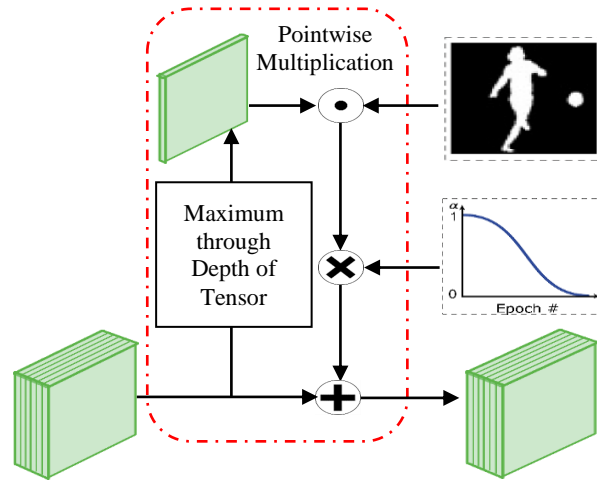 Pointwise
Multiplication
Maximum
through
Depth of
Tensor
α
1
0
Epoch #